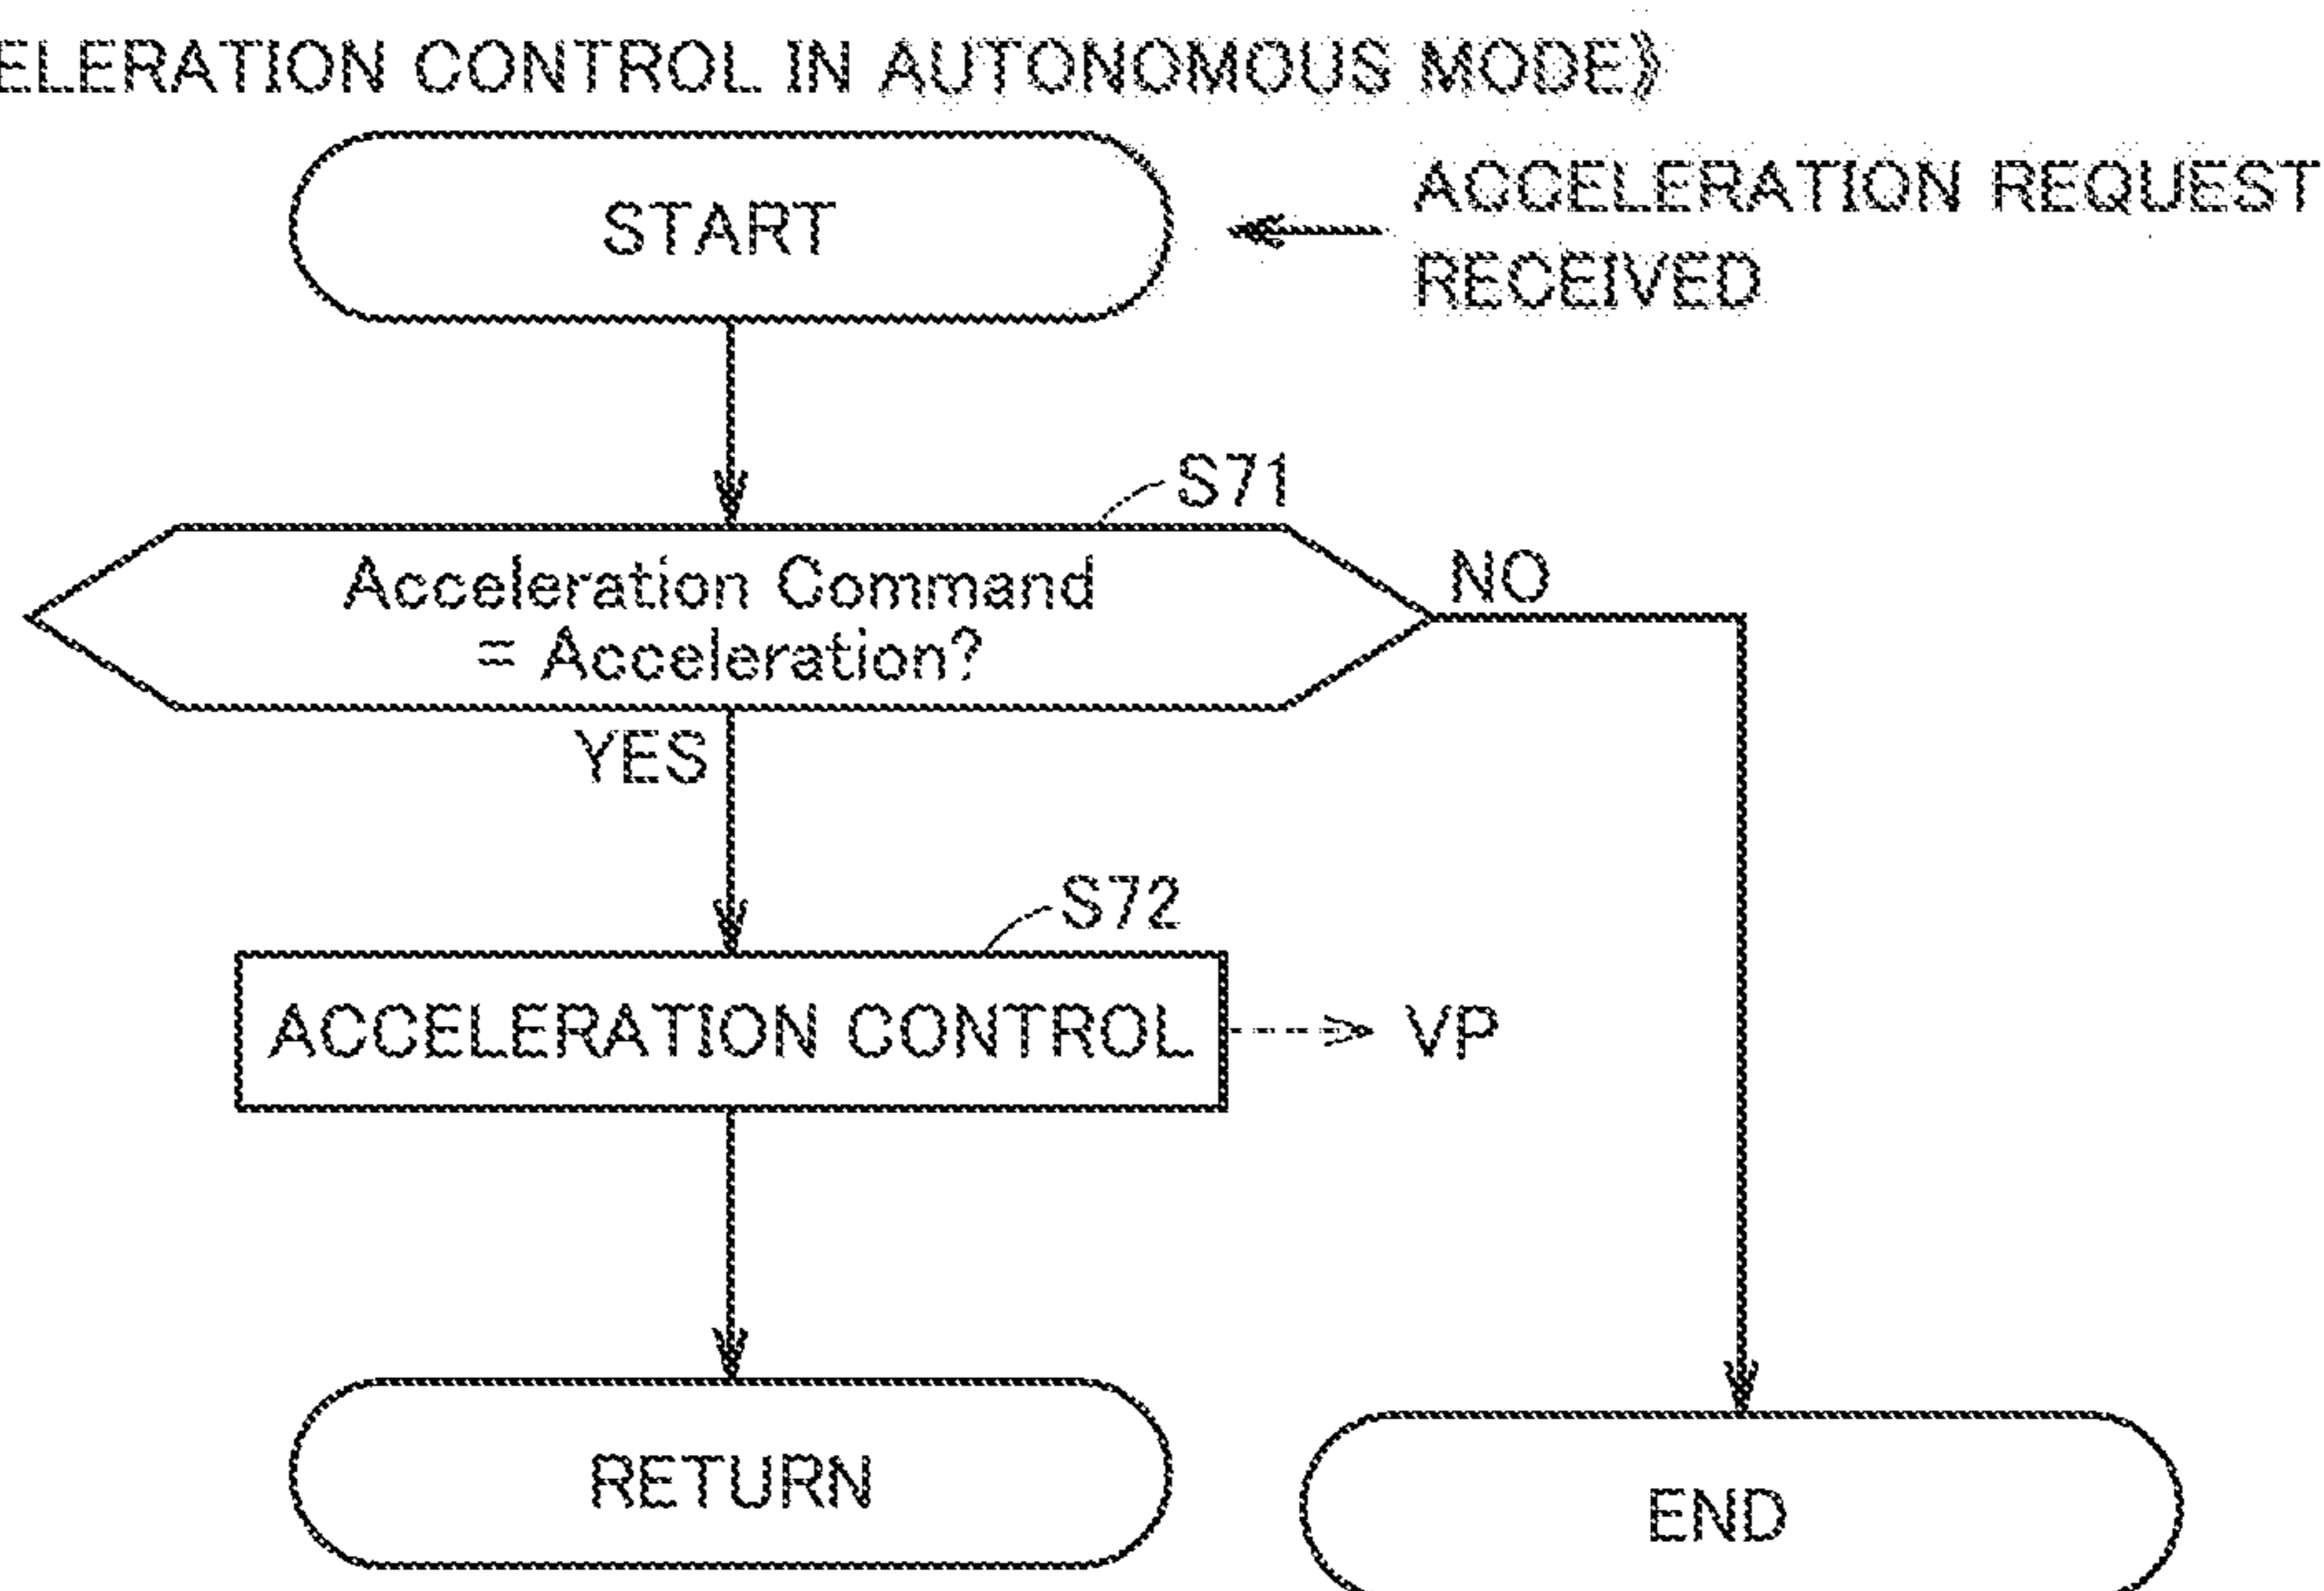 ELERATION CONTROL IN AUTONOMOUS MODE》
START
ACCELERATION REQUEST
RECEIVED
S71
Acceleration Command
= Acceleration?
NO
YES
S72
ACCELERATION CONTROL
VP
RETURN
END